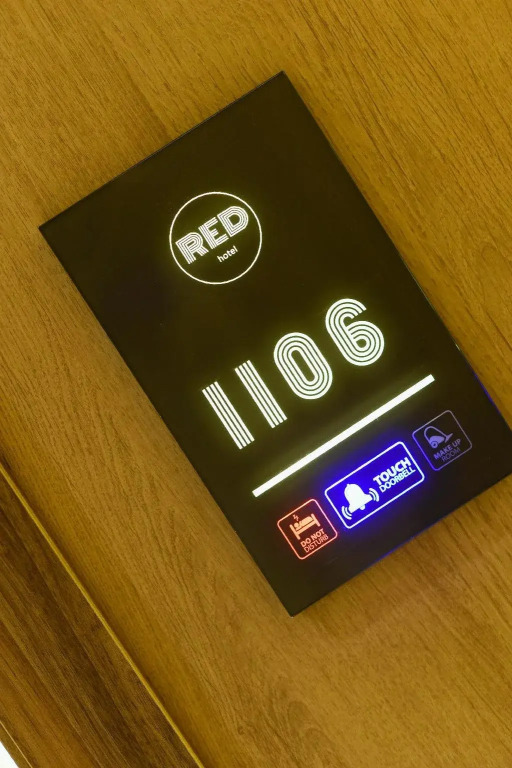 RED
hotel
1106
DO NOT
DISTURB
TOUCH
DOORBELL
MAKE UP
ROOM